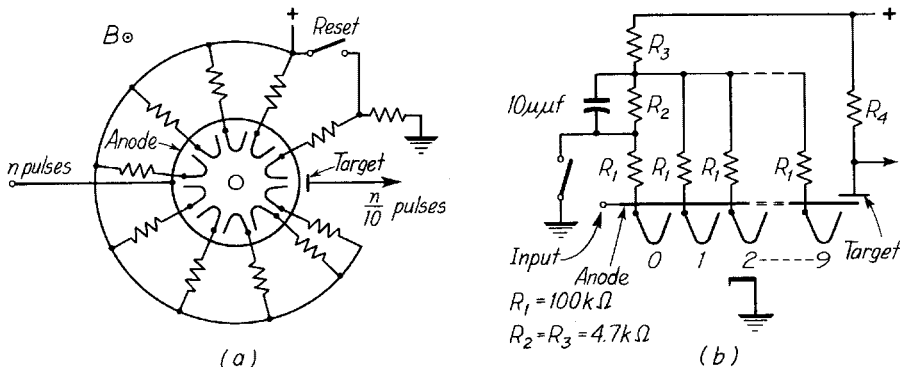 B⊙
+
Reset
Anode
n pulses
Target
n/10 pulses
(a)
+
R₃
10μμf
R₂
R₄
R₁ R₁ R₁ R₁
Input
Anode
0 1 2-----9
Target
R₁ = 100kΩ
R₂ = R₃ = 4.7kΩ
(b)